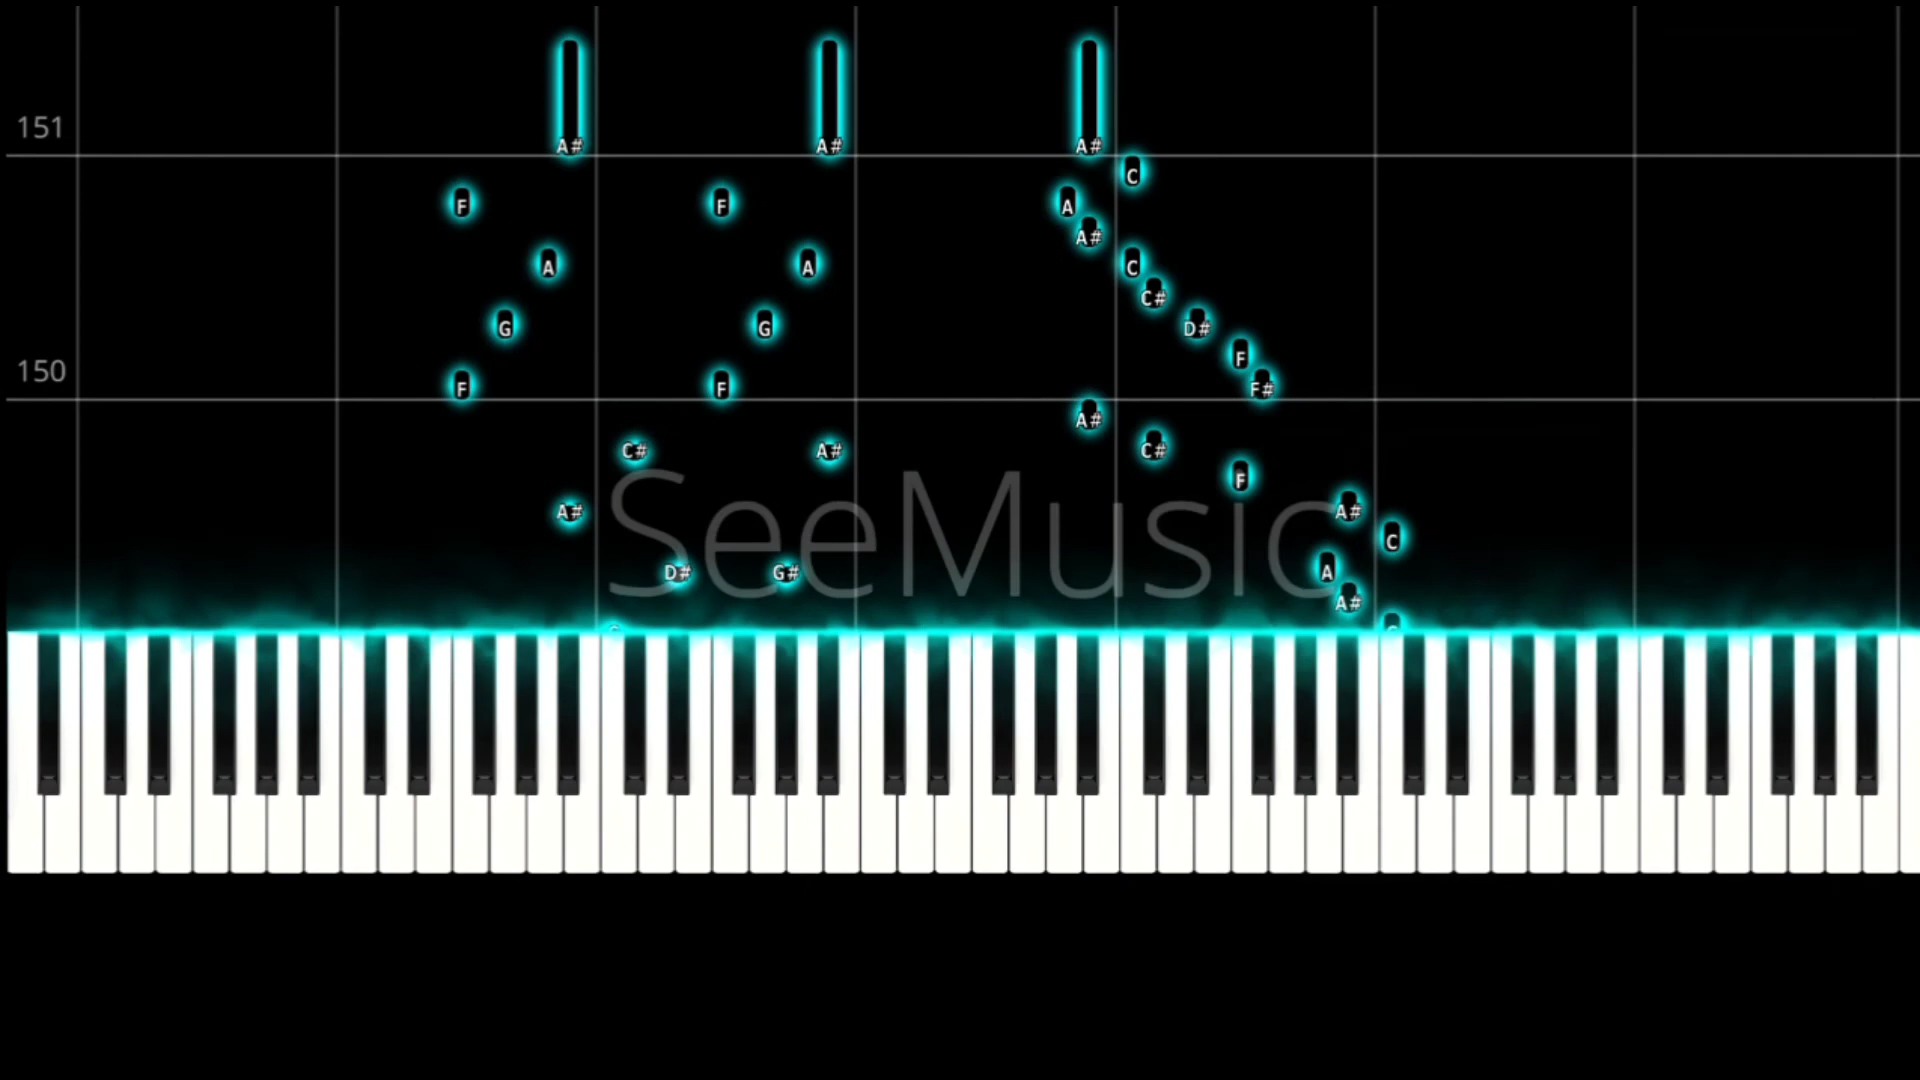 A# A# A#
151
C
F F A
A#
A A C
C#
G G D#
F
150
F F F#
A#
C# A# C#
F
SeeMusic
A# A#
C
D# G# A
A#